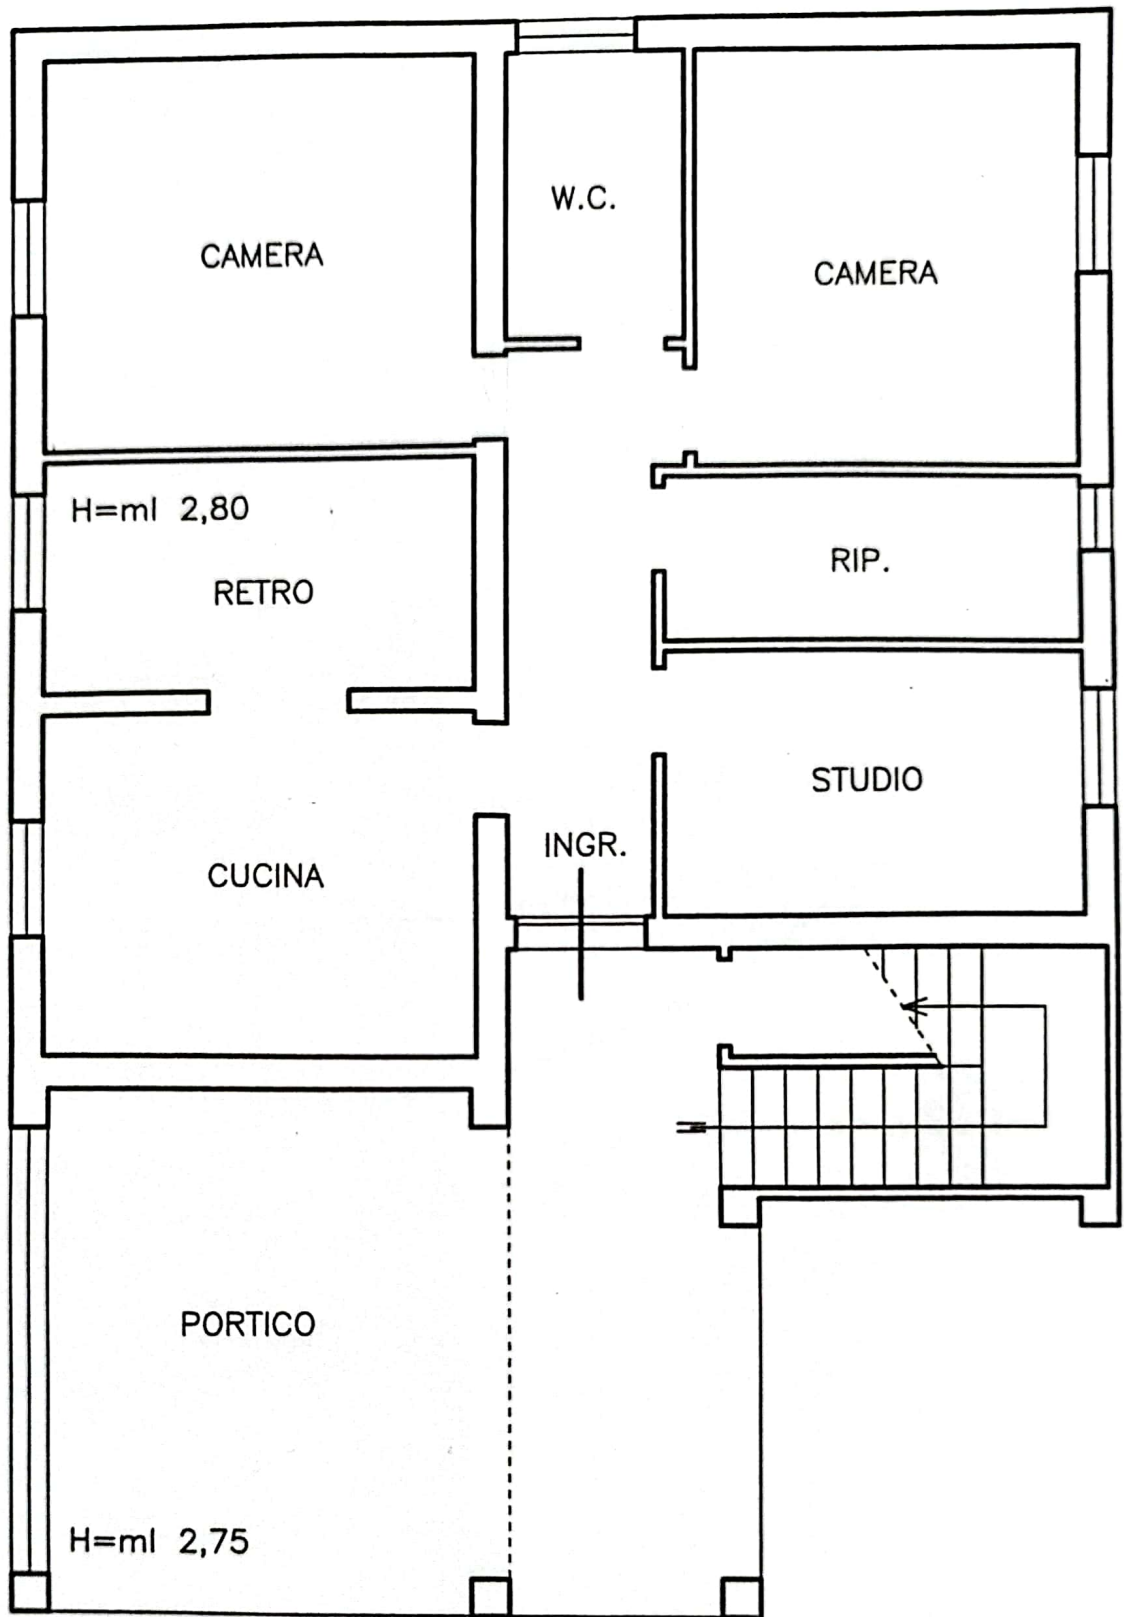 W.C.
CAMERA
CAMERA
H=ml 2,80
RETRO
RIP.
STUDIO
INGR.
CUCINA
PORTICO
H=ml 2,75